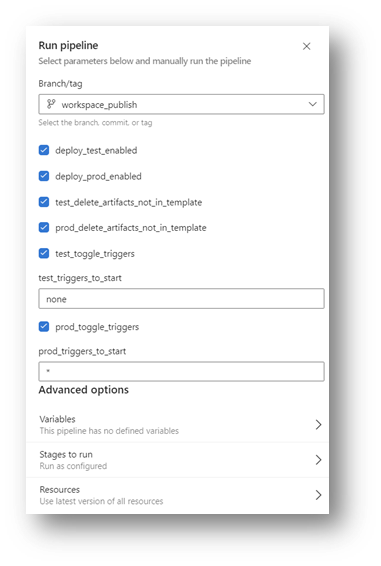 Run pipeline
Select parameters below and manually run the pipeline
Branch/tag
workspace_publish
Select the branch, commit, or tag
deploy_test_enabled
deploy_prod_enabled
test_delete_artifacts_not_in_template
prod_delete_artifacts_not_in_template
test_toggle_triggers
test_triggers_to_start
none
prod_toggle_triggers
prod_triggers_to_start
*
Advanced options
Variables
This pipeline has no defined variables
Stages to run
Run as configured
Resources
Use latest version of all resources